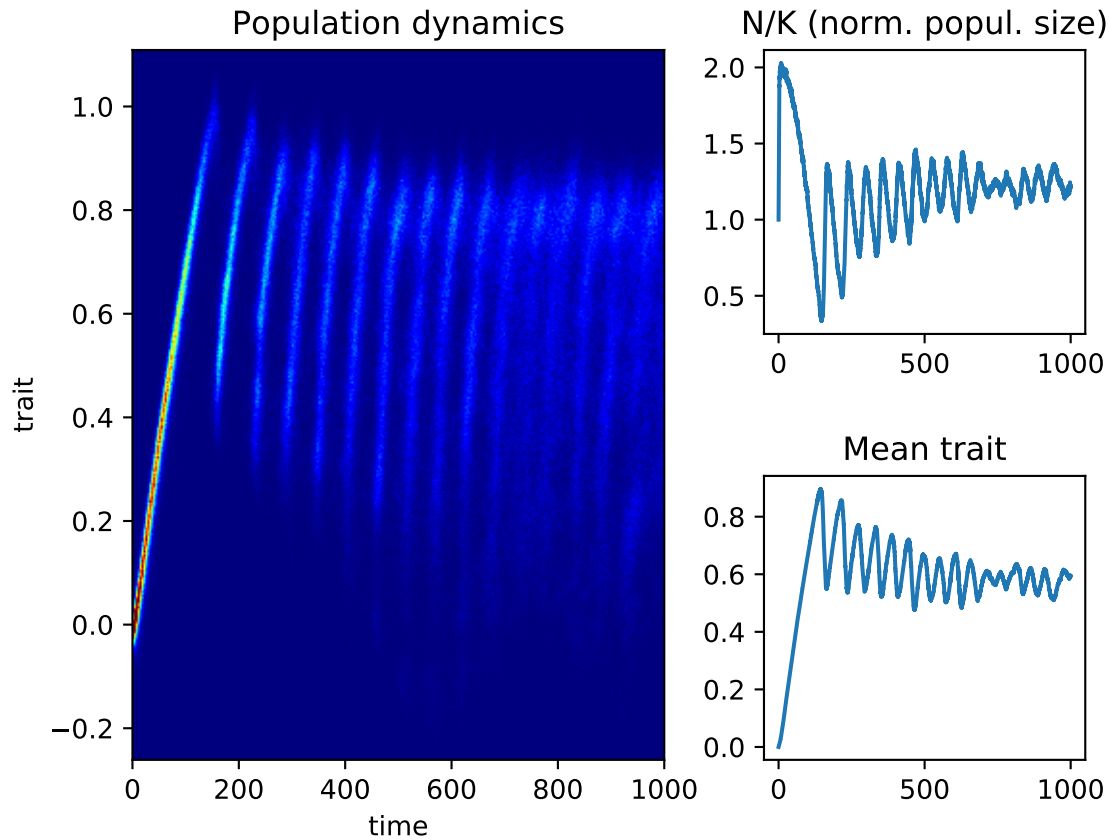 Population dynamics
1.0
0.8
0.6
0.4
0.2
0.0
−0.2
trait
0 200 400 600 800 1000
time
N/K (norm. popul. size)
2.0
1.5
1.0
0.5
0 500 1000
Mean trait
0.8
0.6
0.4
0.2
0.0
0 500 1000